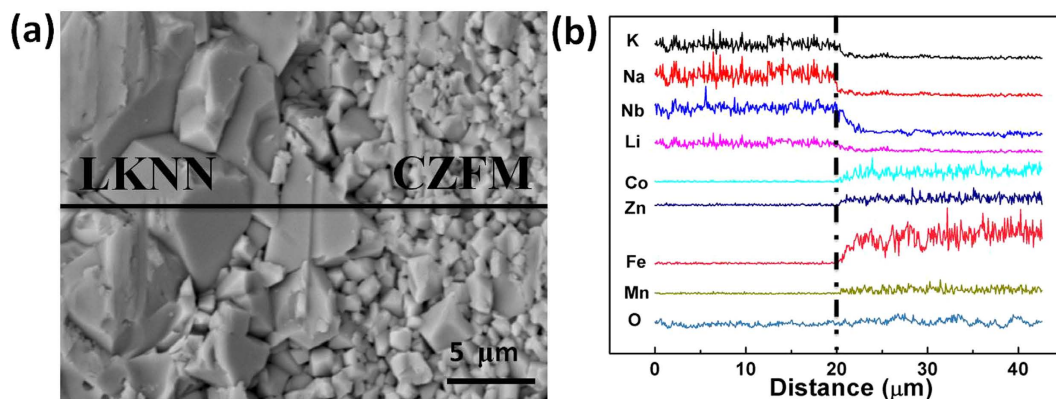 (a)
LKNN CZFM
5 μm
(b)
K
Na
Nb
Li
Co
Zn
Fe
Mn
O
0 10 20 30 40
Distance (μm)